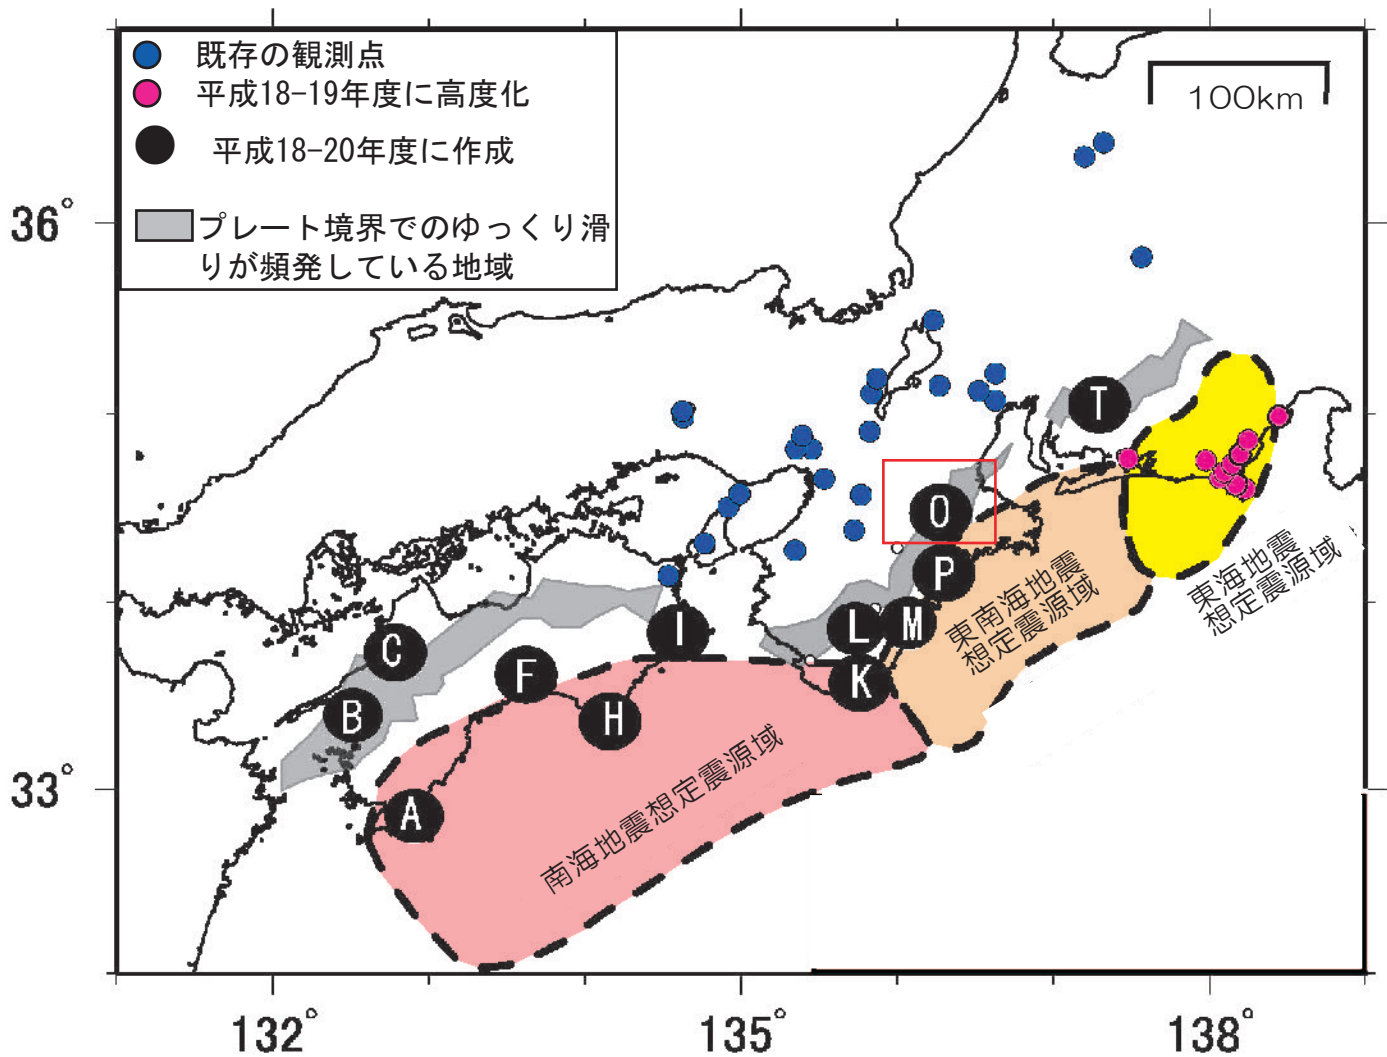 既存の観測点
平成18-19年度に高度化
平成18-20年度に作成
プレート境界でのゆっくり滑
りが頻発している地域
100km
36°
33°
132°
135°
138°
T
O
P
L
M
K
I
C
F
B
H
A
東海地震
想定震源域
東南海地震
想定震源域
南海地震想定震源域